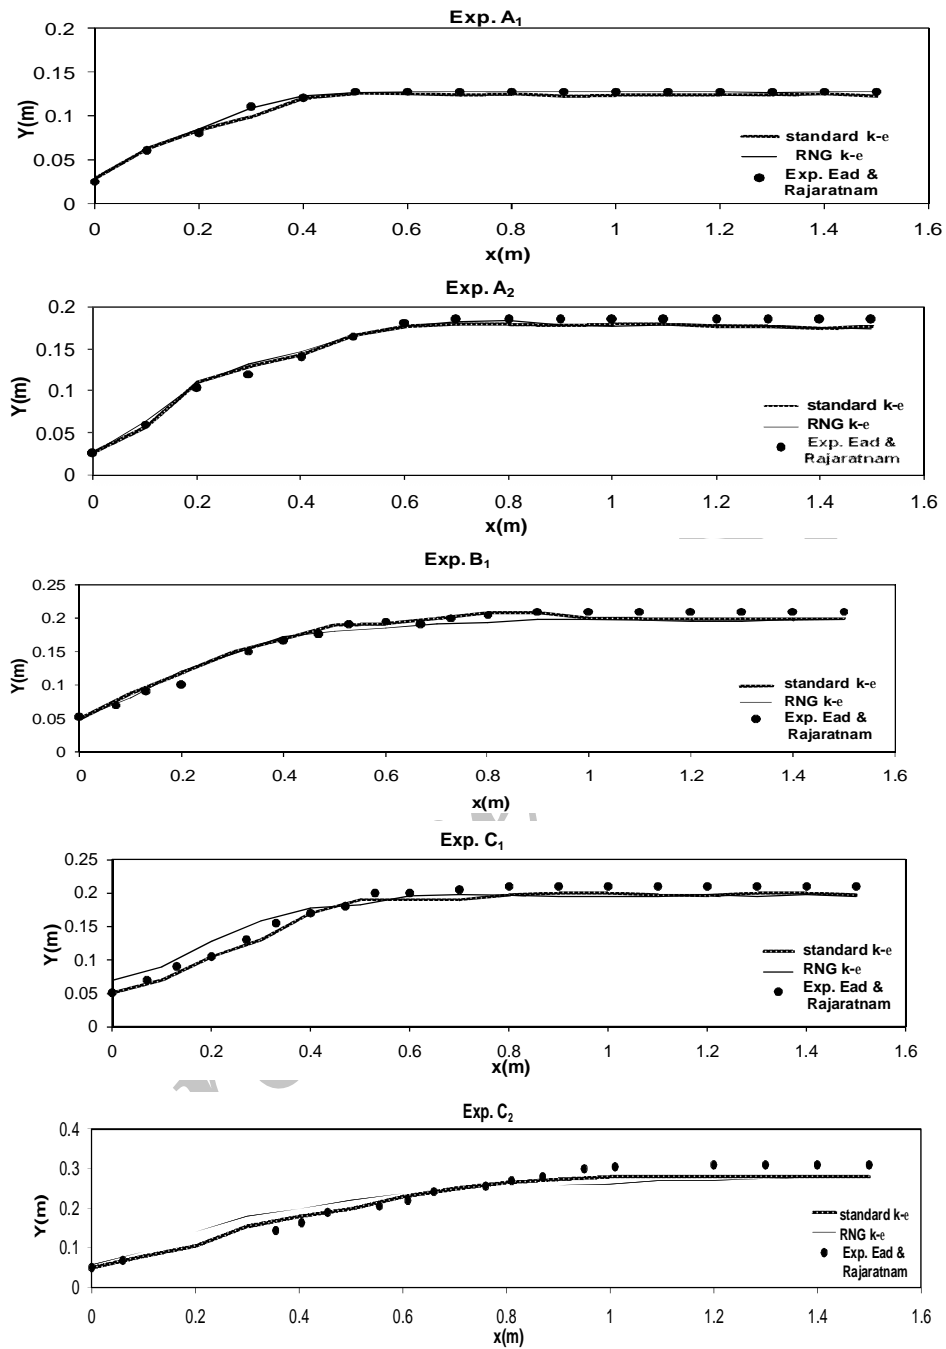 Exp. A1
0.2
0.15
0.1
0.05
0
Y(m)
standard k-e
RNG k-e
Exp. Ead &
Rajaratnam
0 0.2 0.4 0.6 0.8 1 1.2 1.4 1.6
x(m)
Exp. A2
0.2
0.15
0.1
0.05
0
Y(m)
standard k-e
RNG k-e
Exp. Ead &
Rajaratnam
0 0.2 0.4 0.6 0.8 1 1.2 1.4 1.6
x(m)
Exp. B1
0.25
0.2
0.15
0.1
0.05
0
Y(m)
standard k-e
RNG k-e
Exp. Ead &
Rajaratnam
0 0.2 0.4 0.6 0.8 1 1.2 1.4 1.6
x(m)
Exp. C1
0.25
0.2
0.15
0.1
0.05
0
Y(m)
standard k-e
RNG k-e
Exp. Ead &
Rajaratnam
0 0.2 0.4 0.6 0.8 1 1.2 1.4 1.6
x(m)
Exp. C2
0.4
0.3
0.2
0.1
0
Y(m)
standard k-e
RNG k-e
Exp. Ead &
Rajaratnam
0 0.2 0.4 0.6 0.8 1 1.2 1.4 1.6
x(m)